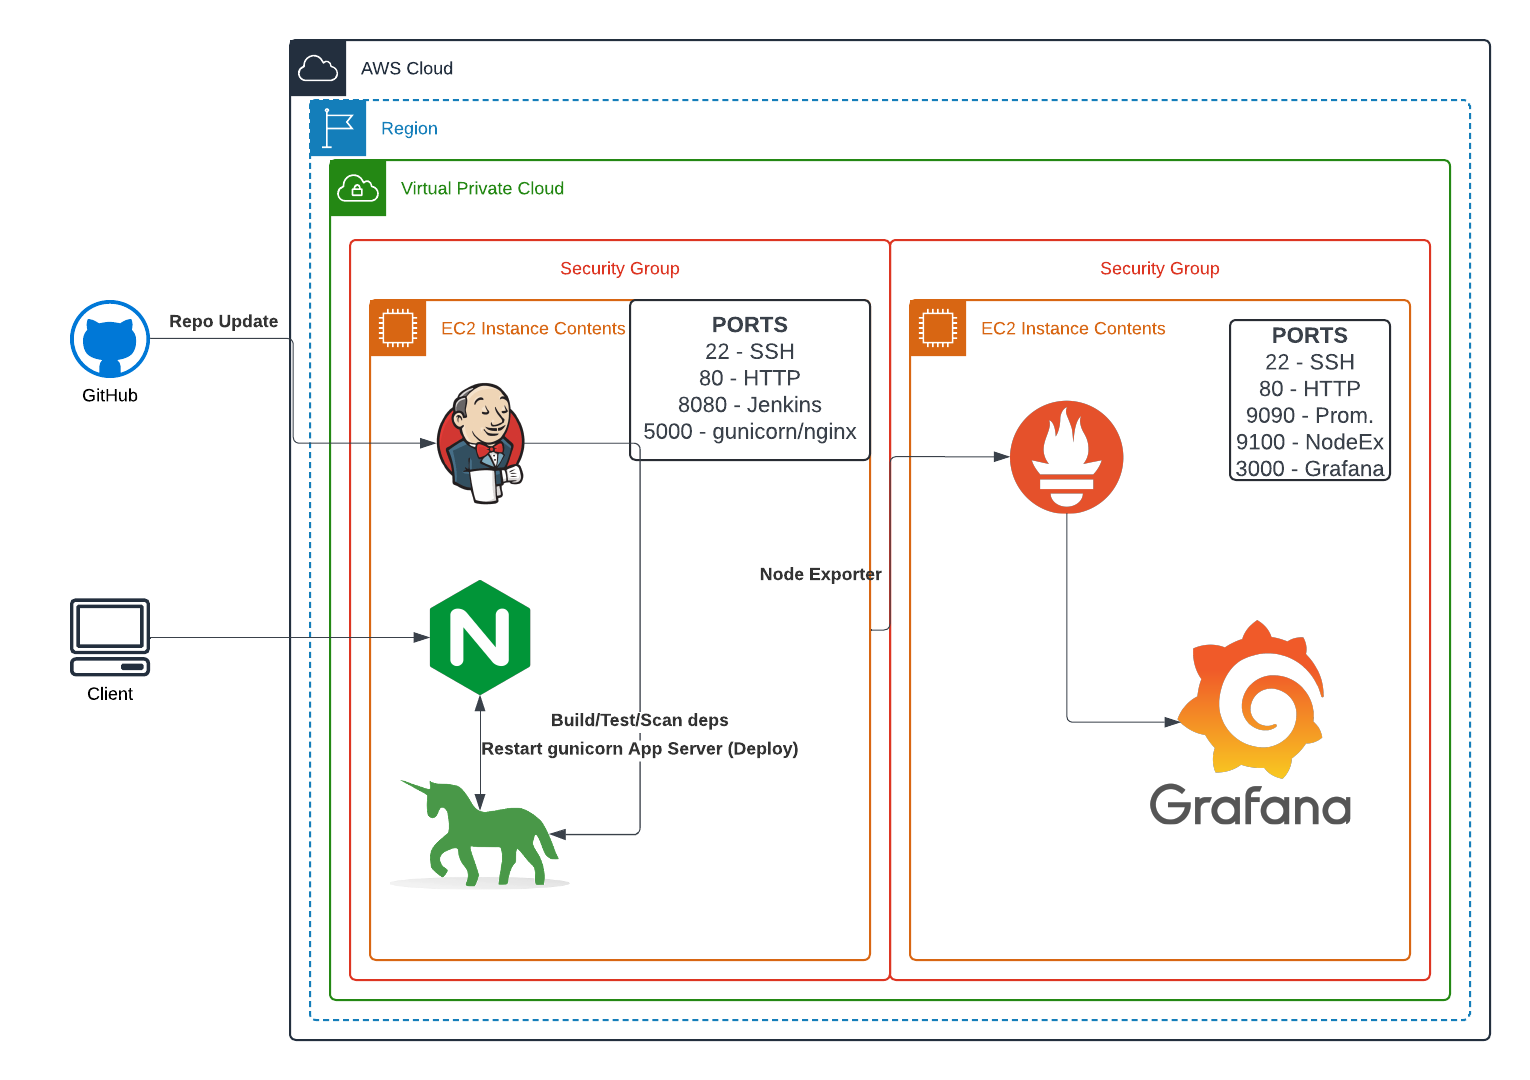 AWS Cloud
Region
Virtual Private Cloud
Security Group
Security Group
EC2 Instance Contents
PORTS
22 - SSH
80 - HTTP
8080 - Jenkins
5000 - gunicorn/nginx
EC2 Instance Contents
PORTS
22 - SSH
80 - HTTP
9090 - Prom.
9100 - NodeEx
3000 - Grafana
Repo Update
GitHub
Node Exporter
N
Client
Build/Test/Scan deps
Restart gunicorn App Server (Deploy)
Grafana